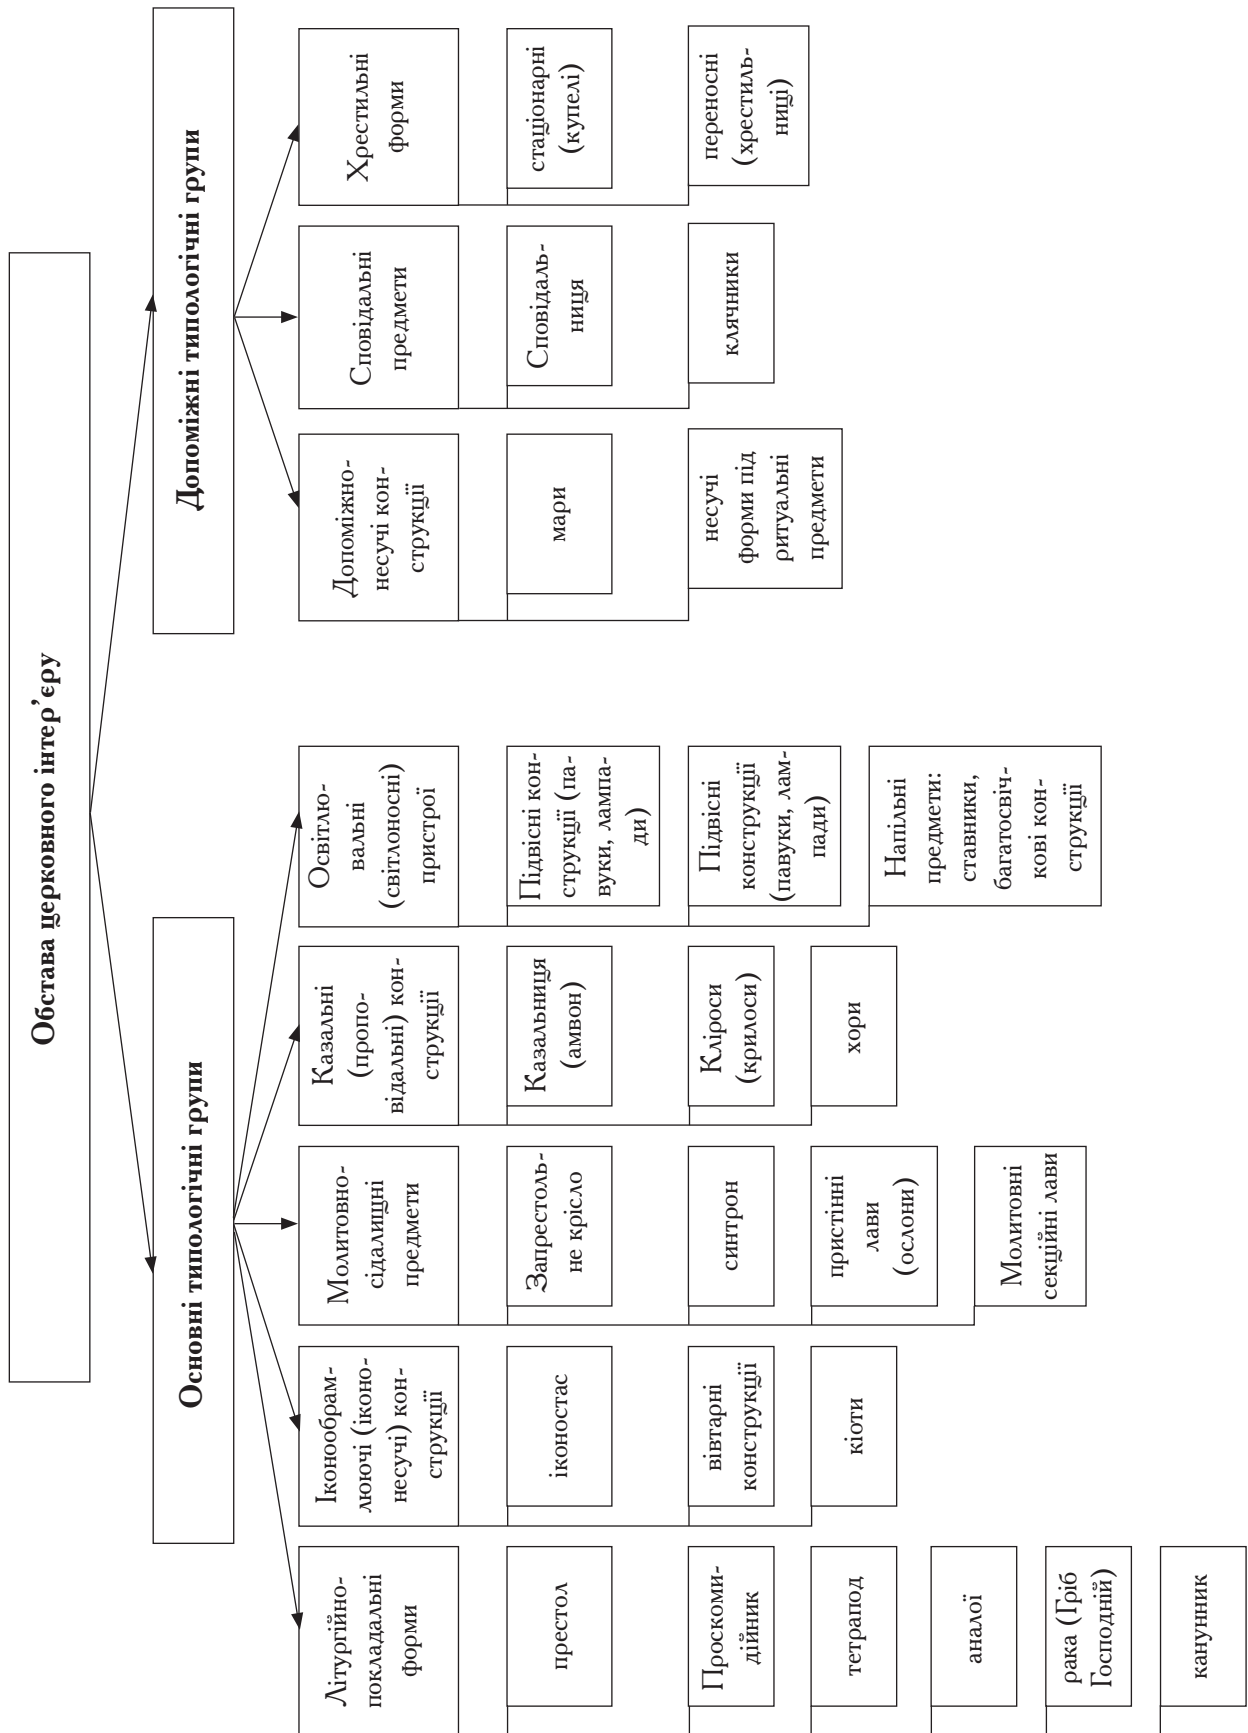 Обстава церковного інтер’єру
Основні типологічні групи
Допоміжні типологічні групи
Літургійно-
покладальні
форми
престол
Проскоми-
дійник
тетрапод
аналої
рака (Гріб
Господній)
канунник
Іконообрам-
люючі (іконо-
несучі) кон-
струкції
іконостас
вівтарні
конструкції
кіоти
Молитовно-
сідалищні
предмети
Запрестоль-
не крісло
синтрон
пристінні
лави
(ослони)
Молитовні
секційні лави
Казальні
(пропо-
відальні) кон-
струкції
Казальниця
(амвон)
Кліроси
(крилоси)
хори
Освітлю-
вальні
(світлоносні)
пристрої
Підвісні кон-
струкції (па-
вуки, лампа-
ди)
Підвісні
конструкції
(павуки, лам-
пади)
Напільні
предмети:
ставники,
багатосвіч-
кові кон-
струкції
Допоміжно-
несучі кон-
струкції
мари
несучі
форми під
ритуальні
предмети
Сповідальні
предмети
Сповідаль-
ниця
клячники
Хрестильні
форми
стаціонарні
(купелі)
переносні
(хрестиль-
ниці)